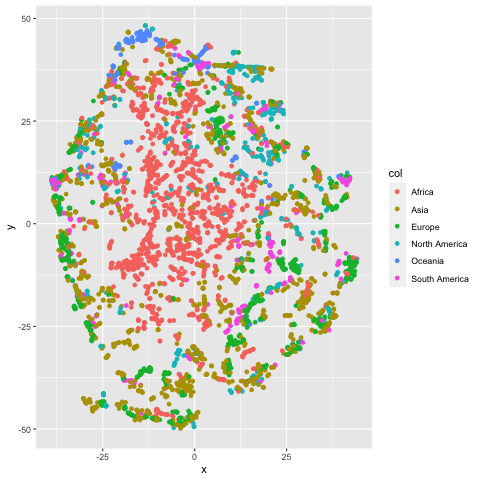 50
25
0
-25
-50
y
-25
0
25
x
col
Africa
Asia
Europe
North America
Oceania
South America